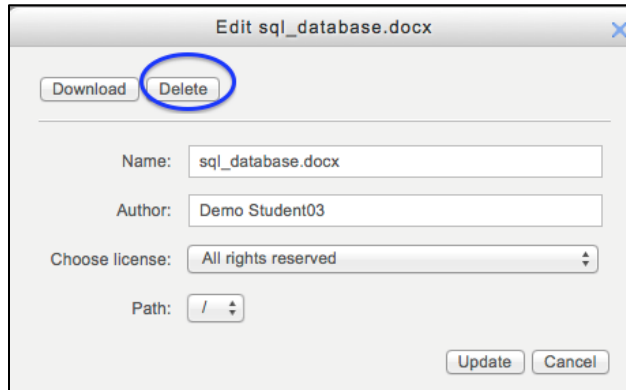 Edit sql_database.docx
Download Delete
Name: sql_database.docx
Author: Demo Student03
Choose license: All rights reserved
Path: /
Update Cancel